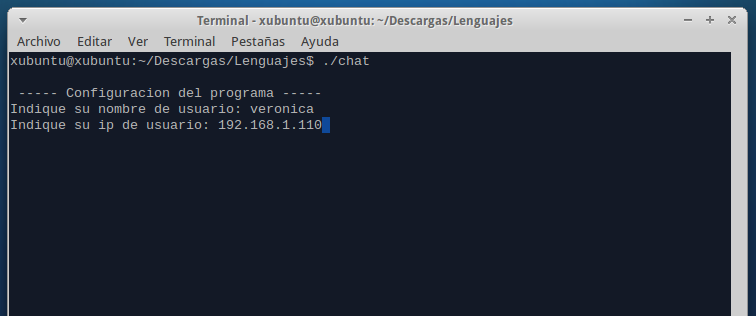 Terminal - xubuntu@xubuntu: ~/Descargas/Lenguajes
Archivo Editar Ver Terminal Pestañas Ayuda
xubuntu@xubuntu:~/Descargas/Lenguajes$ ./chat
----- Configuracion del programa -----
Indique su nombre de usuario: veronica
Indique su ip de usuario: 192.168.1.110